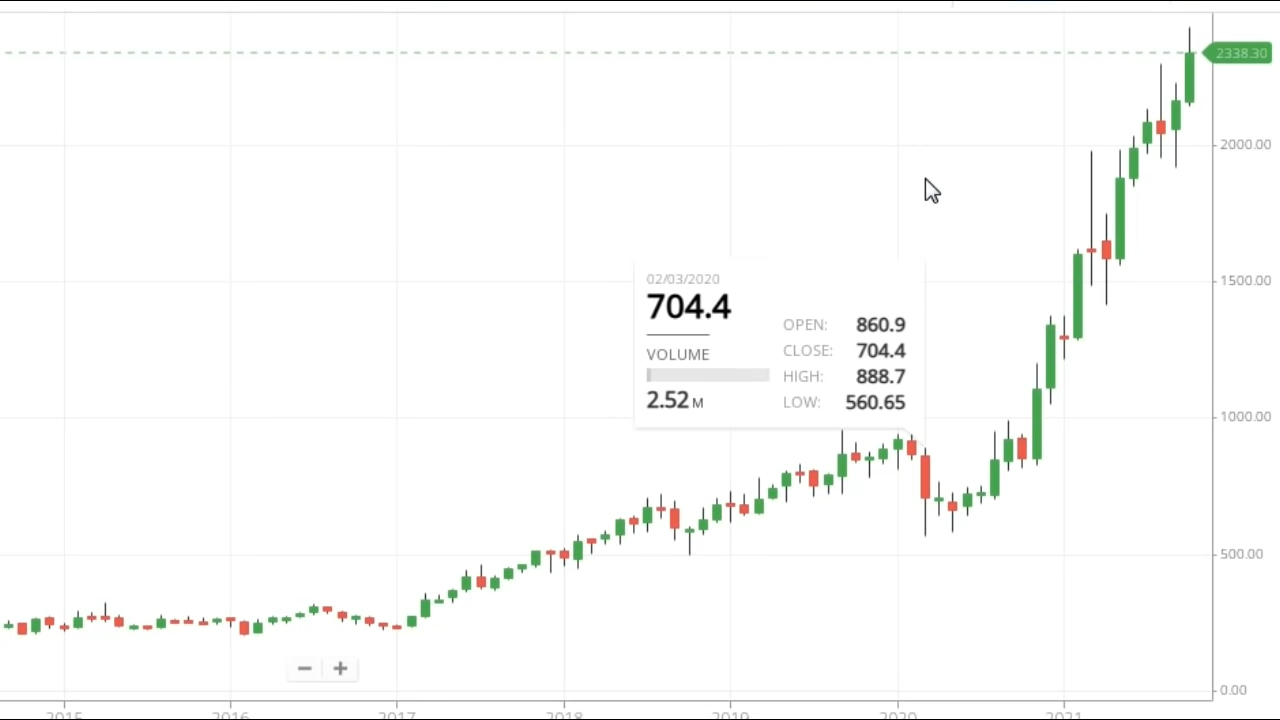 2338.30
2000.00
1500.00
02/03/2020
704.4
OPEN: 860.9
VOLUME
CLOSE: 704.4
HIGH: 888.7
2.52 M
LOW: 560.65
1000.00
500.00
0.00
2015 2016 2017 2018 2019 2020 2021